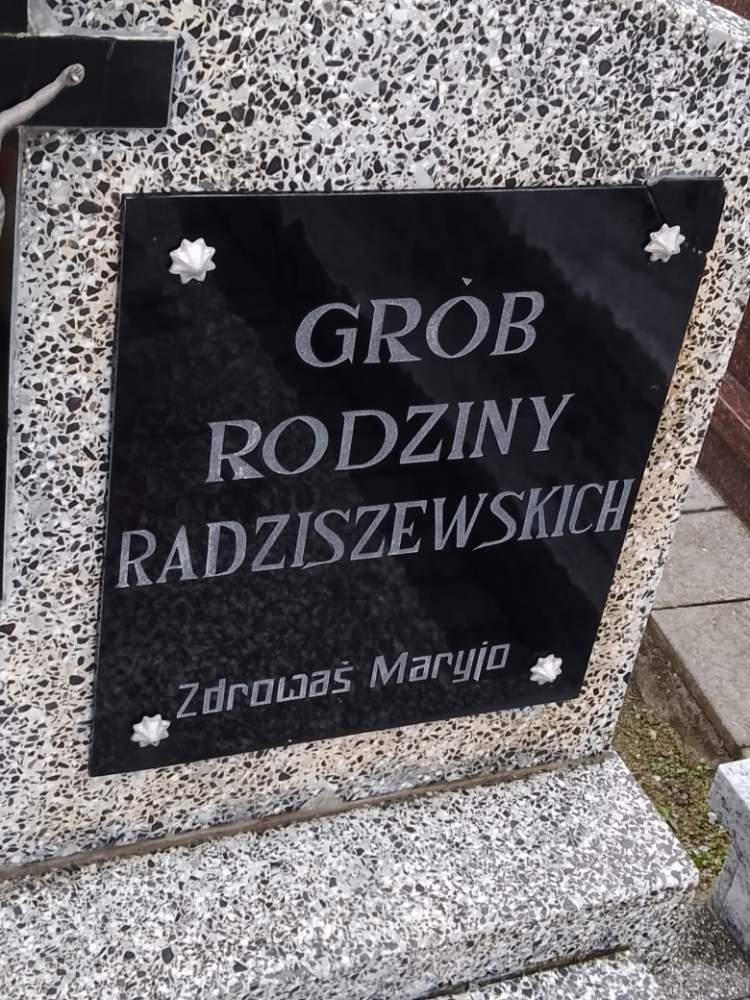 GRÓB
RODZINY
RADZISZEWSKICH
Zdrowaś Maryjo